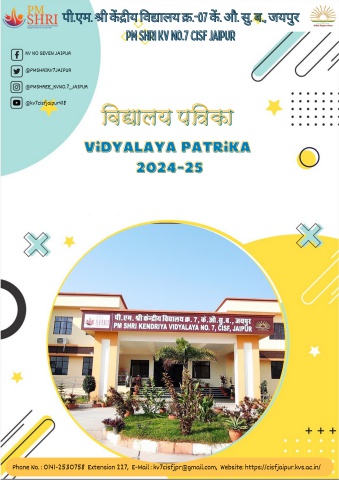 PM
SHRI
पी.एम. श्री केंद्रीय विद्यालय क्र.-07 कें. औ. सु. ब., जयपुर
PM SHRI KV NO.7 CISF JAIPUR
KV NO SEVEN JAIPUR
@PMSHRIKV7JAIPUR
@PMSHREE_KVNO.7_JAIPUR
@kv7cisfjaipur418
विद्यालय पत्रिका
ViDYALAYA PATRiKA
2024-25
पी.एम. श्री केन्द्रीय विद्यालय क्र. 7, के.औ.सु.ब., जयपुर
PM SHRI KENDRIYA VIDYALAYA NO. 7, CISF, JAIPUR
Phone No. : 0141-2530758 Extension 227, E-Mail : kv7cisfjpr@gmail.com, Website: https://cisfjaipur.kvs.ac.in/